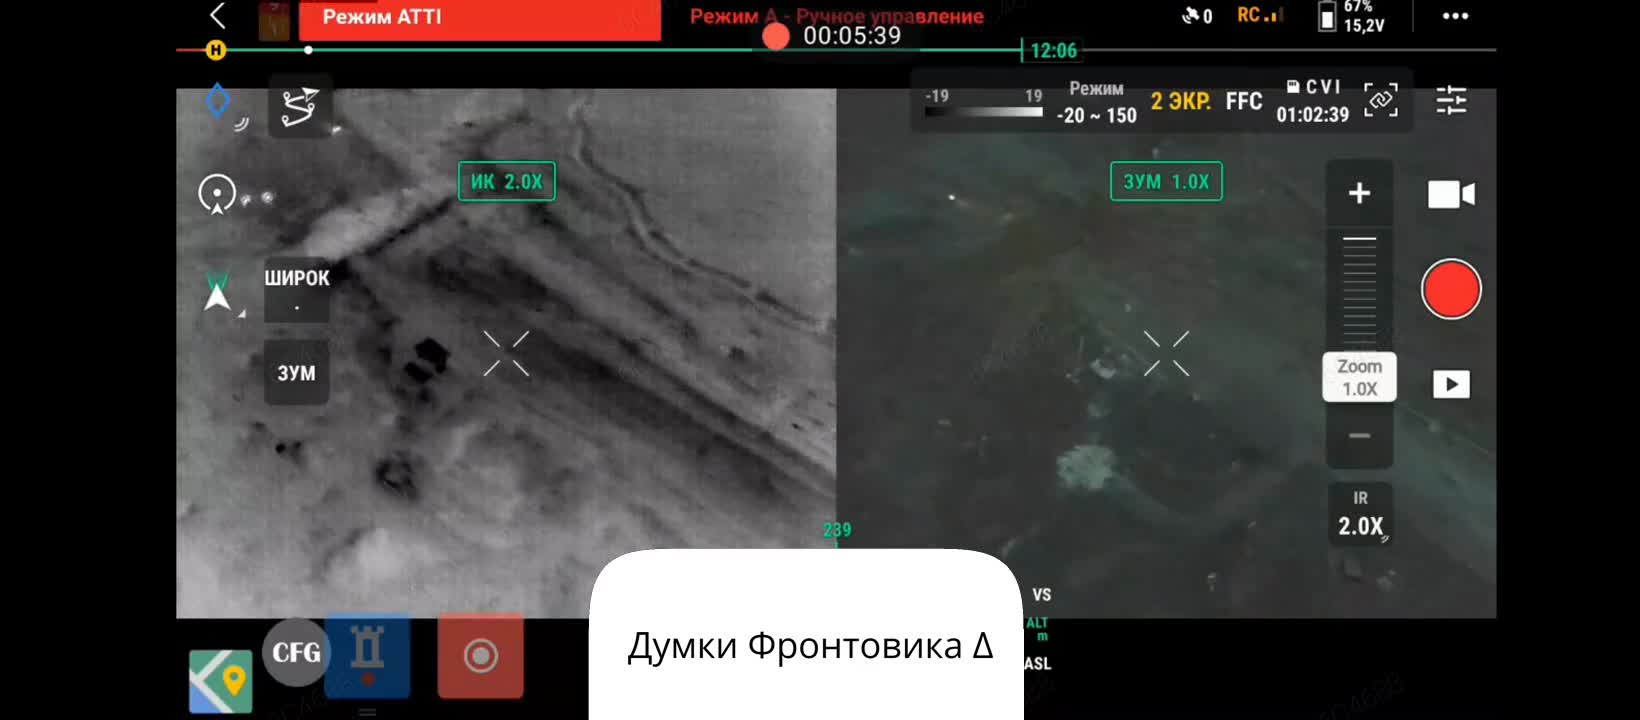 Режим ATTI
Режим A - Ручное управление
00:05:39
0
RC
67%
15,2V
H
12:06
-19 19
Режим
-20 ~ 150
2 ЭКР.
FFC
C V I
01:02:39
ИК 2.0X
ЗУМ 1.0X
ШИРОК
ЗУМ
Zoom
1.0X
IR
2.0X
239
VS
ALT
m
ASL
CFG
Думки Фронтовика Δ